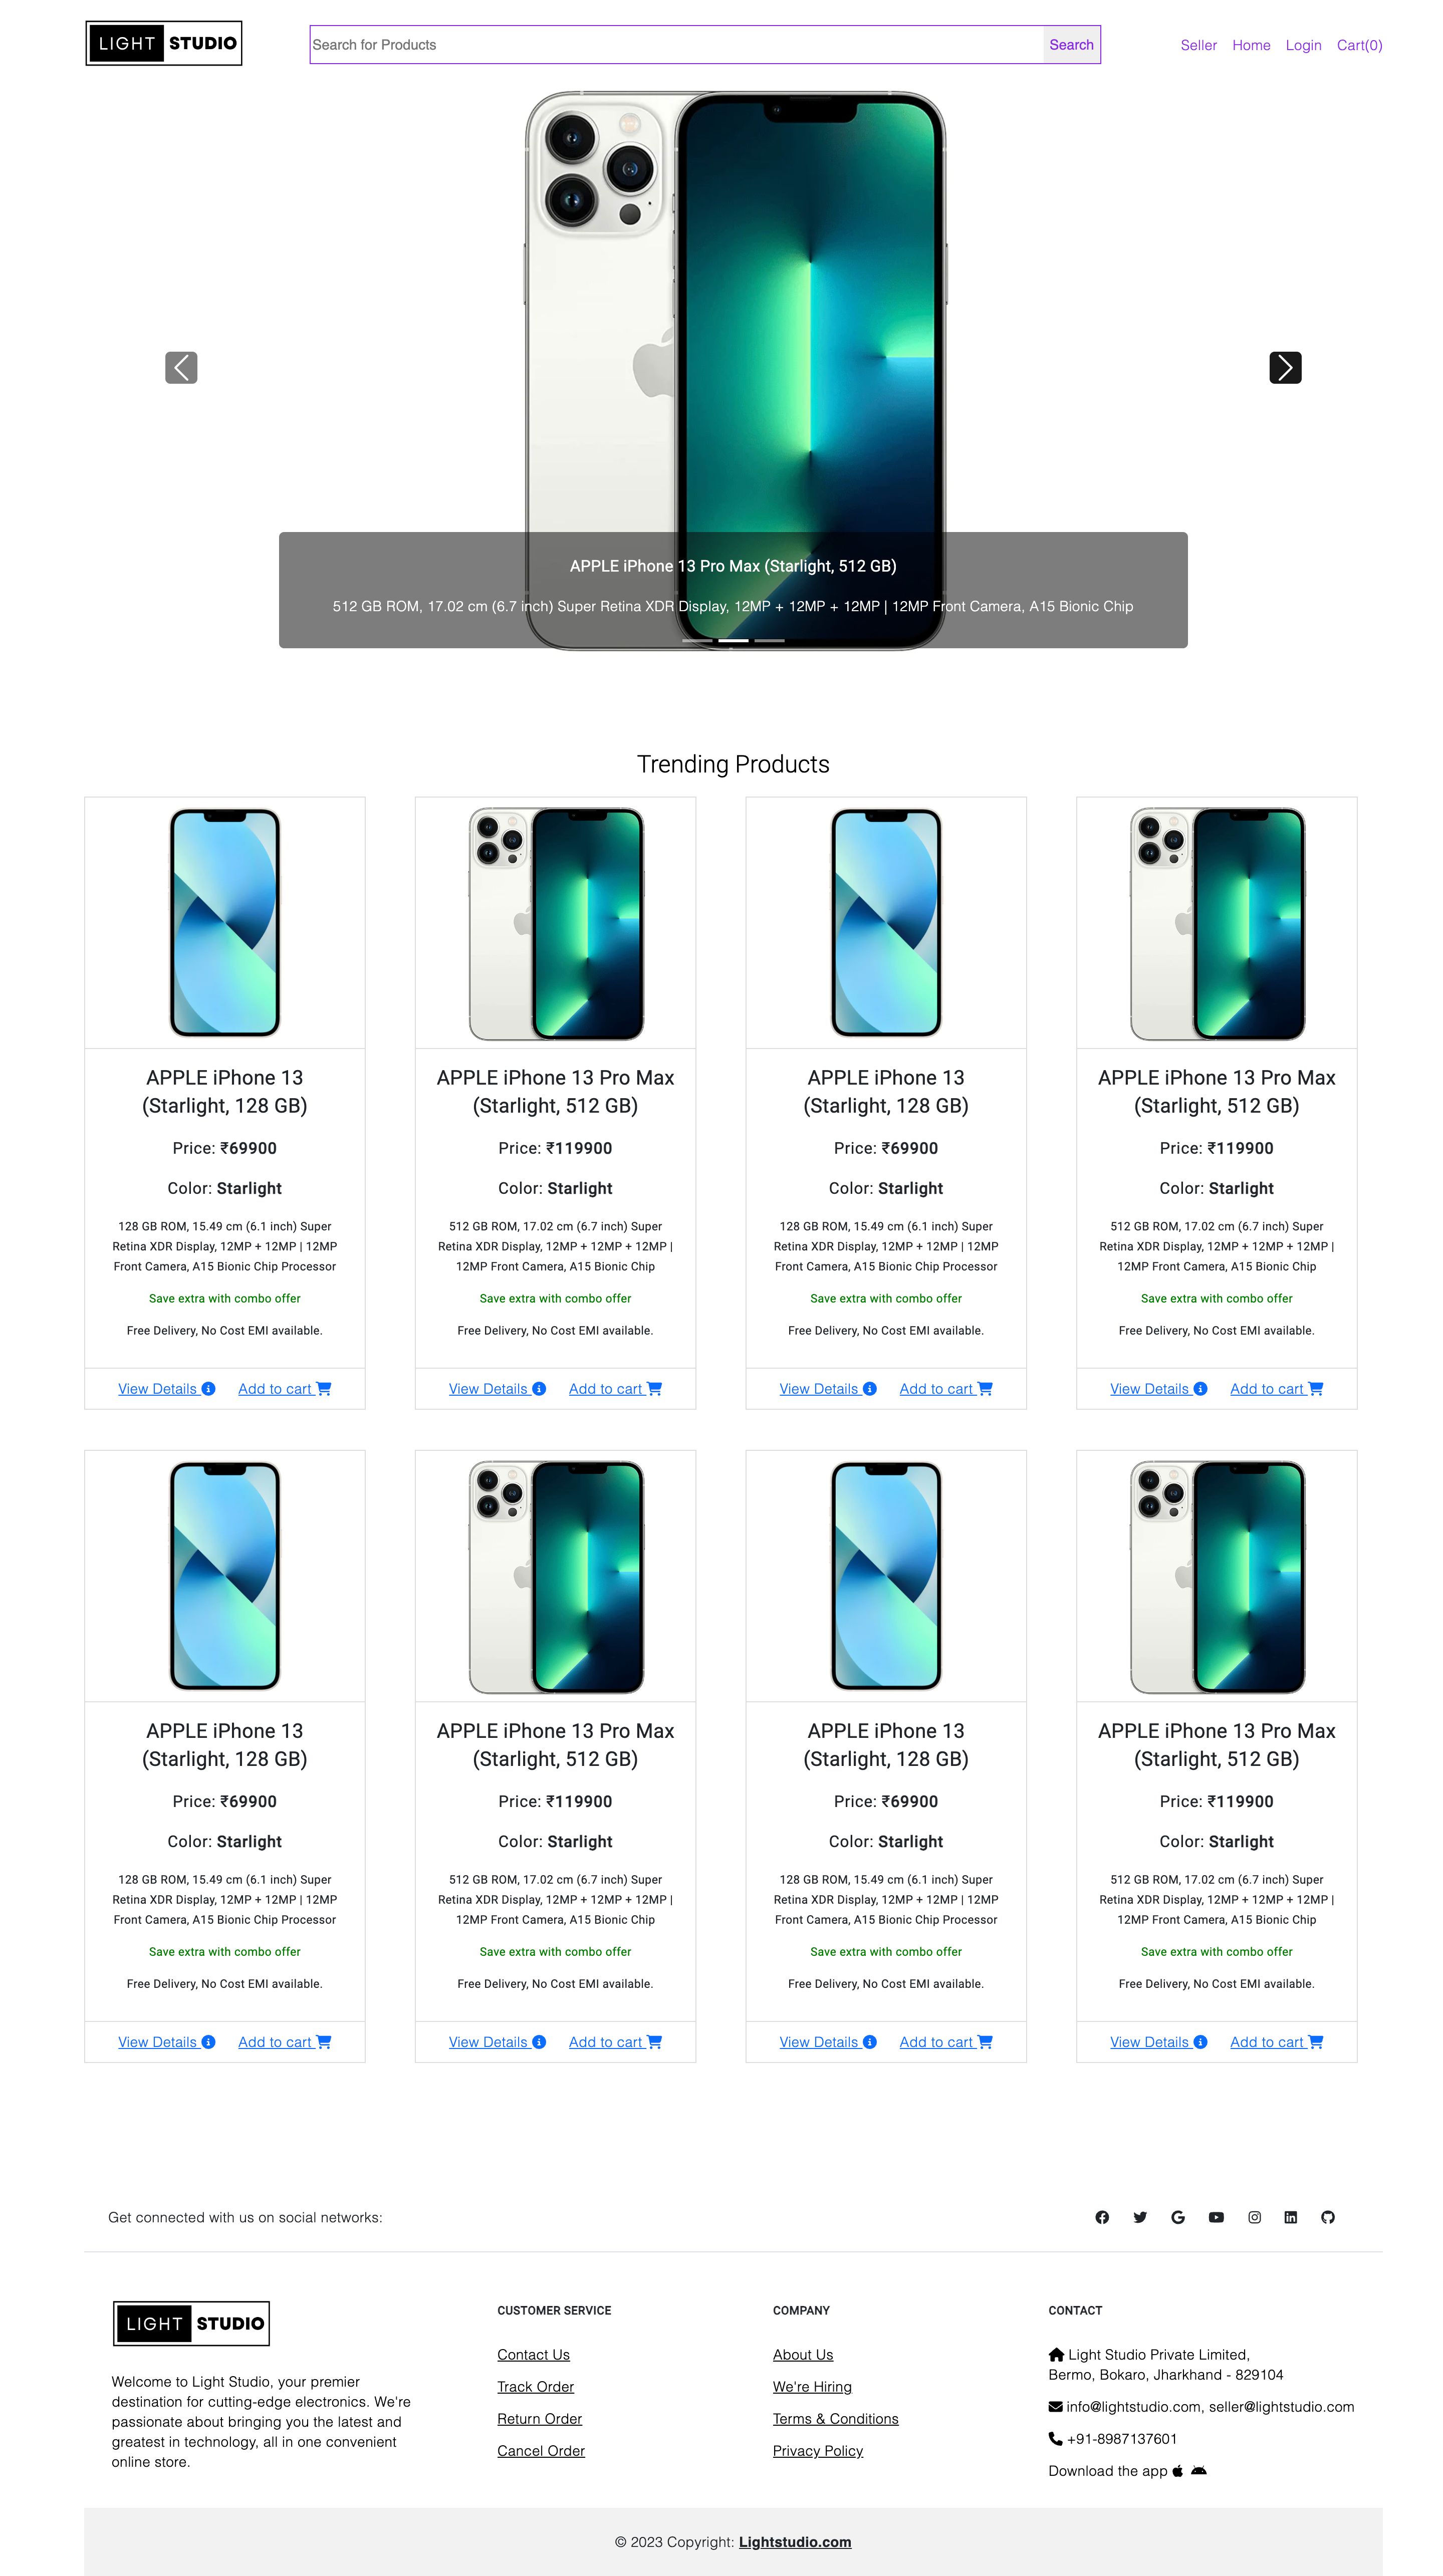 LIGHT STUDIO
Search for Products
Search
Seller Home Login Cart(0)
APPLE iPhone 13 Pro Max (Starlight, 512 GB)
512 GB ROM, 17.02 cm (6.7 inch) Super Retina XDR Display, 12MP + 12MP + 12MP | 12MP Front Camera, A15 Bionic Chip
Trending Products
APPLE iPhone 13
(Starlight, 128 GB)
Price: ₹69900
Color: Starlight
128 GB ROM, 15.49 cm (6.1 inch) Super
Retina XDR Display, 12MP + 12MP | 12MP
Front Camera, A15 Bionic Chip Processor
Save extra with combo offer
Free Delivery, No Cost EMI available.
View Details Add to cart
APPLE iPhone 13 Pro Max
(Starlight, 512 GB)
Price: ₹119900
Color: Starlight
512 GB ROM, 17.02 cm (6.7 inch) Super
Retina XDR Display, 12MP + 12MP + 12MP |
12MP Front Camera, A15 Bionic Chip
Save extra with combo offer
Free Delivery, No Cost EMI available.
View Details Add to cart
APPLE iPhone 13
(Starlight, 128 GB)
Price: ₹69900
Color: Starlight
128 GB ROM, 15.49 cm (6.1 inch) Super
Retina XDR Display, 12MP + 12MP | 12MP
Front Camera, A15 Bionic Chip Processor
Save extra with combo offer
Free Delivery, No Cost EMI available.
View Details Add to cart
APPLE iPhone 13 Pro Max
(Starlight, 512 GB)
Price: ₹119900
Color: Starlight
512 GB ROM, 17.02 cm (6.7 inch) Super
Retina XDR Display, 12MP + 12MP + 12MP |
12MP Front Camera, A15 Bionic Chip
Save extra with combo offer
Free Delivery, No Cost EMI available.
View Details Add to cart
APPLE iPhone 13
(Starlight, 128 GB)
Price: ₹69900
Color: Starlight
128 GB ROM, 15.49 cm (6.1 inch) Super
Retina XDR Display, 12MP + 12MP | 12MP
Front Camera, A15 Bionic Chip Processor
Save extra with combo offer
Free Delivery, No Cost EMI available.
View Details Add to cart
APPLE iPhone 13 Pro Max
(Starlight, 512 GB)
Price: ₹119900
Color: Starlight
512 GB ROM, 17.02 cm (6.7 inch) Super
Retina XDR Display, 12MP + 12MP + 12MP |
12MP Front Camera, A15 Bionic Chip
Save extra with combo offer
Free Delivery, No Cost EMI available.
View Details Add to cart
APPLE iPhone 13
(Starlight, 128 GB)
Price: ₹69900
Color: Starlight
128 GB ROM, 15.49 cm (6.1 inch) Super
Retina XDR Display, 12MP + 12MP | 12MP
Front Camera, A15 Bionic Chip Processor
Save extra with combo offer
Free Delivery, No Cost EMI available.
View Details Add to cart
APPLE iPhone 13 Pro Max
(Starlight, 512 GB)
Price: ₹119900
Color: Starlight
512 GB ROM, 17.02 cm (6.7 inch) Super
Retina XDR Display, 12MP + 12MP + 12MP |
12MP Front Camera, A15 Bionic Chip
Save extra with combo offer
Free Delivery, No Cost EMI available.
View Details Add to cart
Get connected with us on social networks:
LIGHT STUDIO
Welcome to Light Studio, your premier
destination for cutting-edge electronics. We're
passionate about bringing you the latest and
greatest in technology, all in one convenient
online store.
CUSTOMER SERVICE
Contact Us
Track Order
Return Order
Cancel Order
COMPANY
About Us
We're Hiring
Terms & Conditions
Privacy Policy
CONTACT
Light Studio Private Limited,
Bermo, Bokaro, Jharkhand - 829104
info@lightstudio.com, seller@lightstudio.com
+91-8987137601
Download the app
© 2023 Copyright: Lightstudio.com